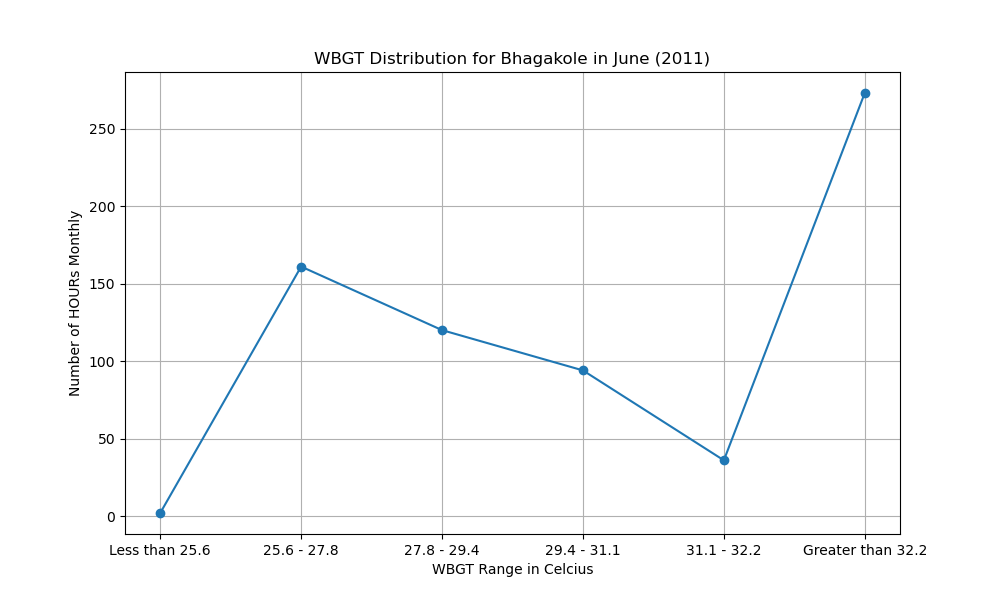 WBGT Distribution for Bhagakole in June (2011)
Number of HOURs Monthly
250
200
150
100
50
0
Less than 25.6 25.6 - 27.8 27.8 - 29.4 29.4 - 31.1 31.1 - 32.2 Greater than 32.2
WBGT Range in Celcius